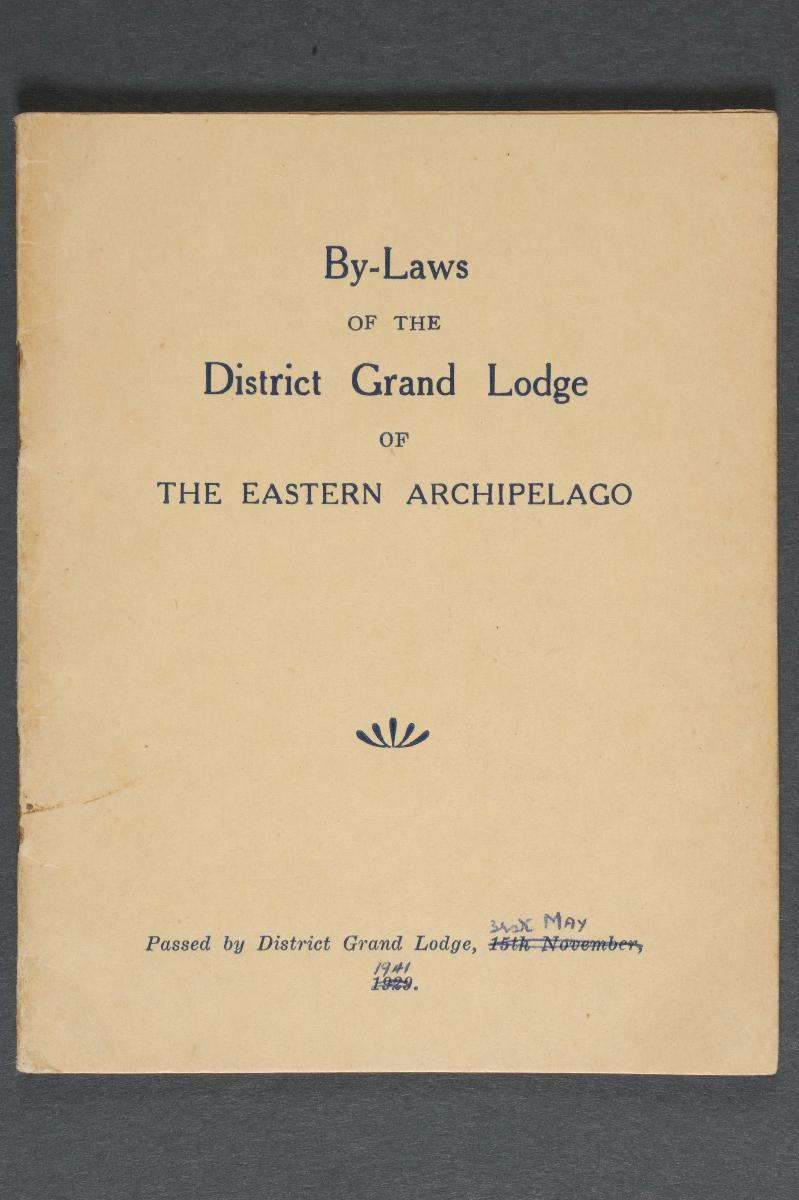 By-Laws
OF THE
District Grand Lodge
OF
THE EASTERN ARCHIPELAGO
May
Passed by District Grand Lodge, 15th November,
1941
1929.